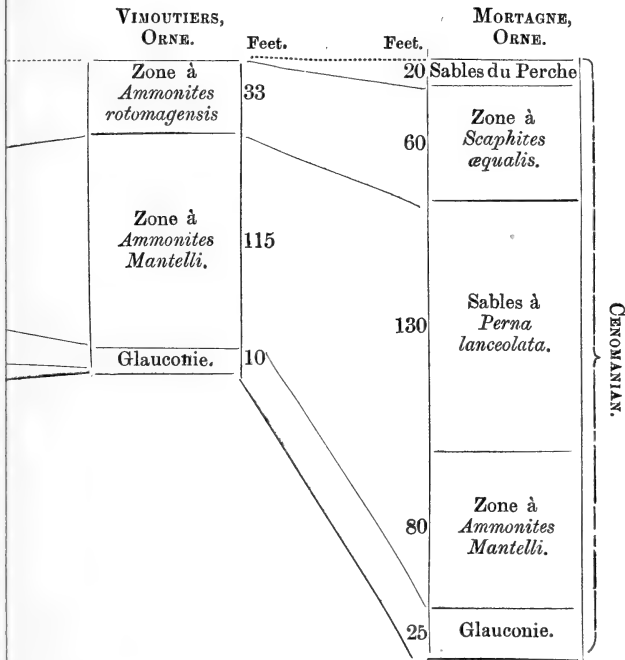 VIMOUTIERS,
ORNE.
Feet.
Zone à
Ammonites
rotomagensis
33
Zone à
Ammonites
Mantelli.
115
Glauconie.
10
MORTAGNE,
ORNE.
Feet.
20
Sables du Perche
60
Zone à
Scaphites
æqualis.
130
Sables à
Perna
lanceolata.
80
Zone à
Ammonites
Mantelli.
25
Glauconie.
CENOMANIAN.